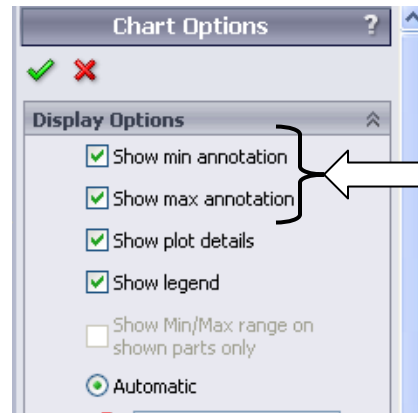 Chart Options ?
Display Options
Show min annotation
Show max annotation
Show plot details
Show legend
Show Min/Max range on
shown parts only
Automatic